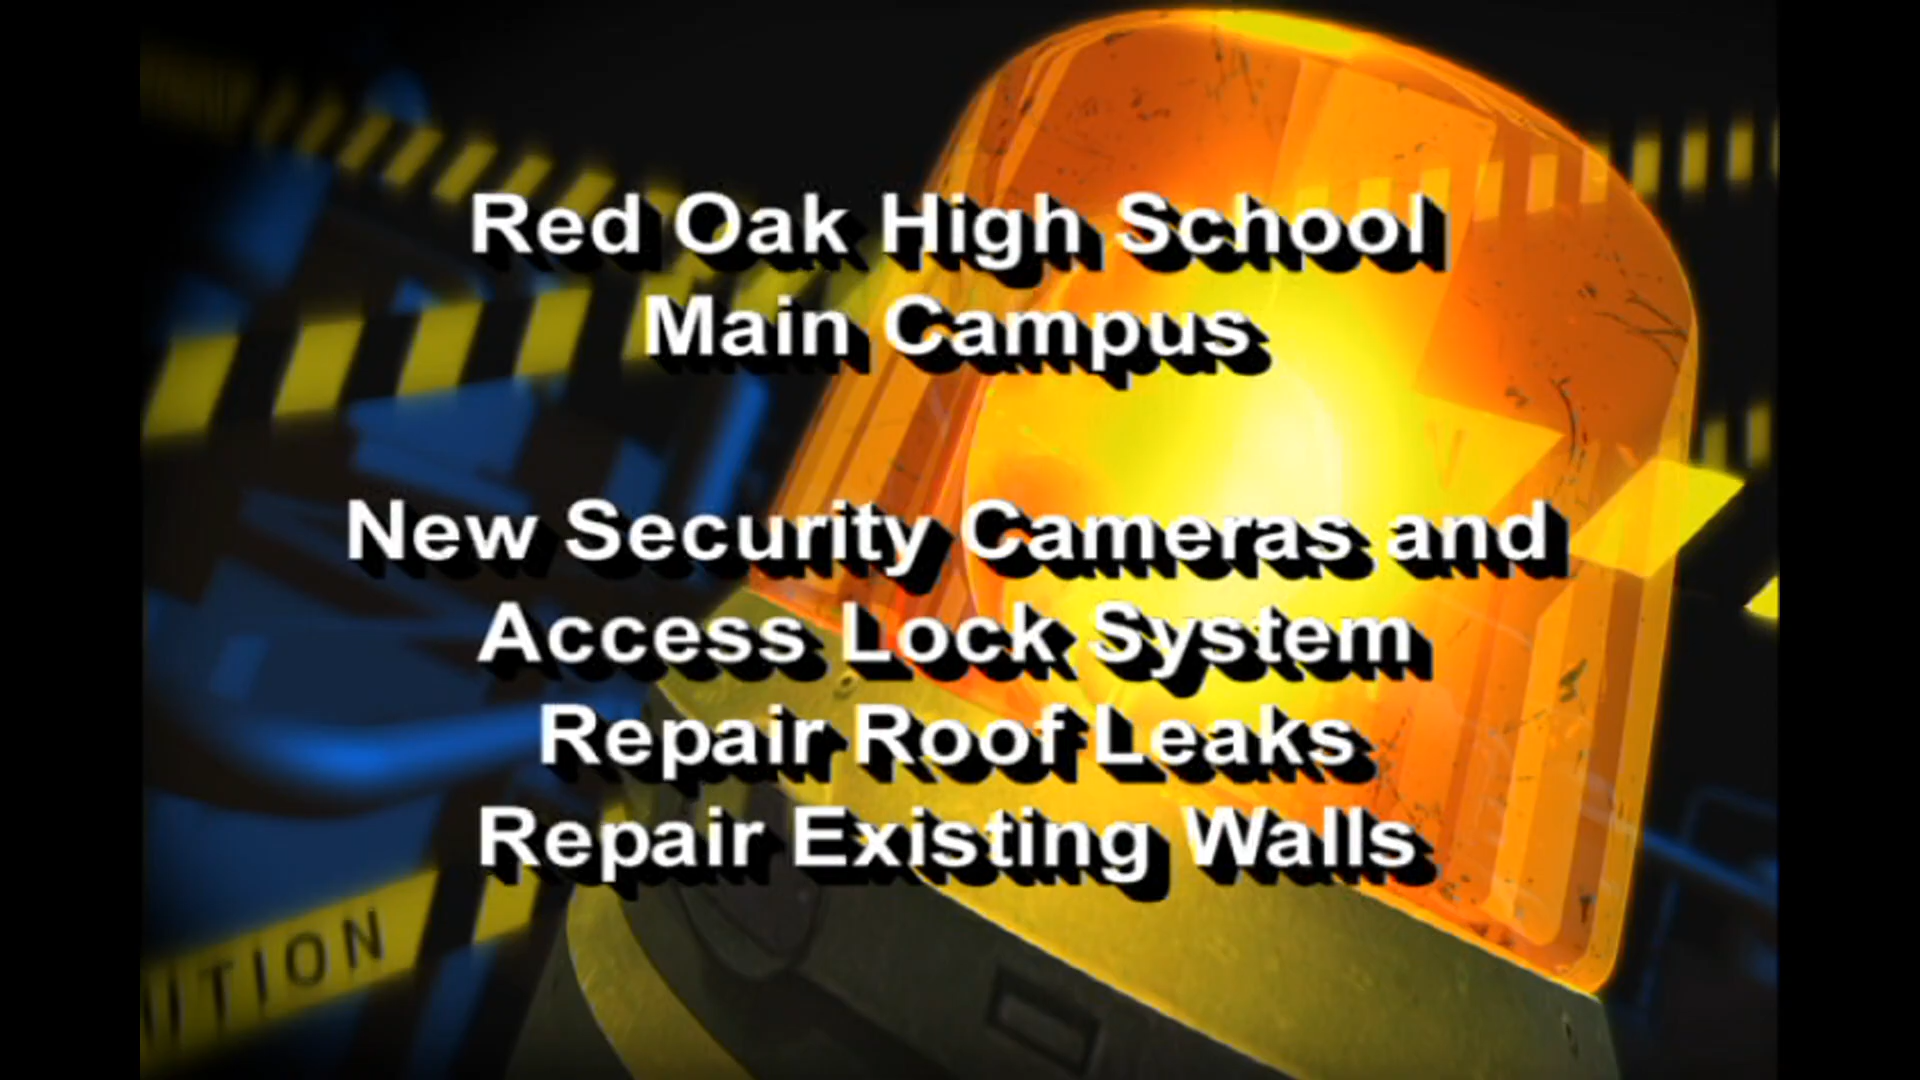 Red Oak High School
Main Campus
New Security Cameras and
Access Lock System
Repair Roof Leaks
Repair Existing Walls